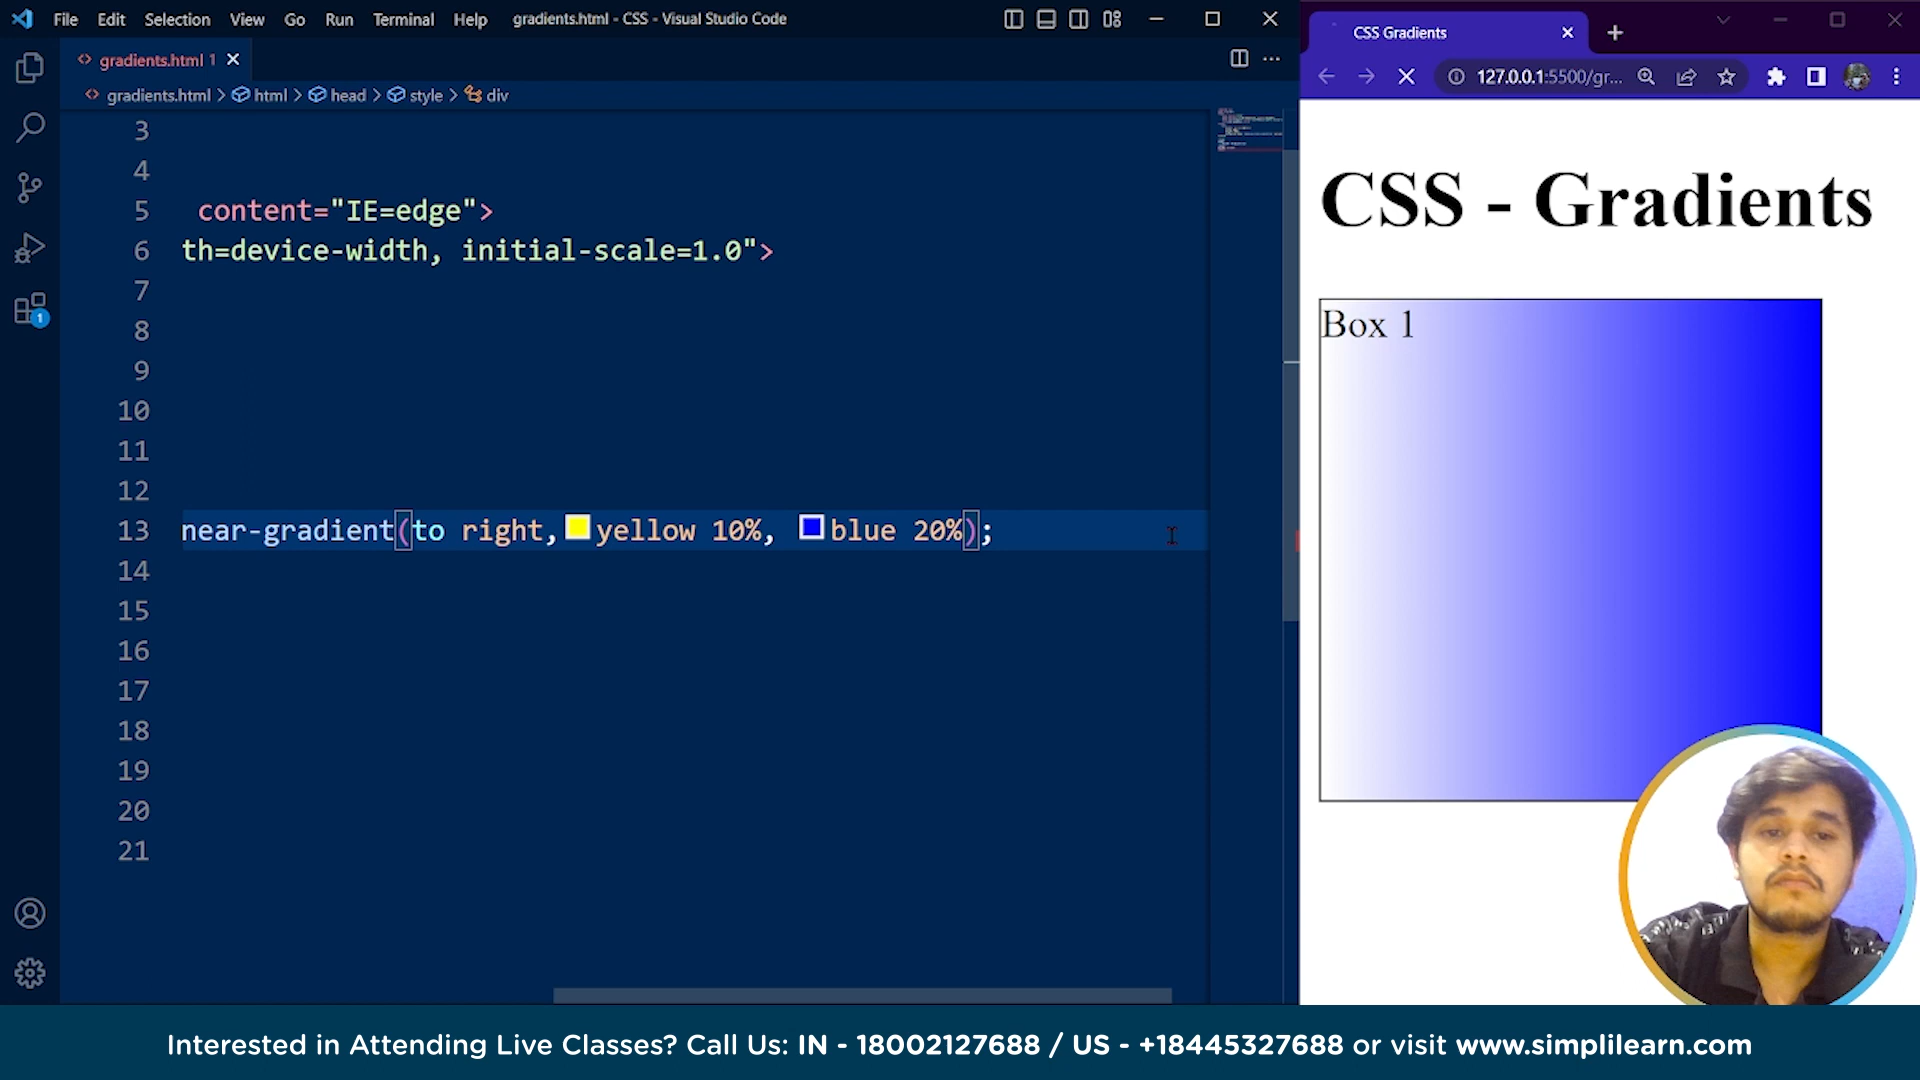 File Edit Selection View Go Run Terminal Help gradients.html - CSS - Visual Studio Code
gradients.html 1
gradients.html > html > head > style > div
3
4
5 content="IE=edge">
6 th=device-width, initial-scale=1.0">
7
8
9
10
11
12
13 near-gradient(to right, yellow 10%, blue 20%);
14
15
16
17
18
19
20
21
1
CSS Gradients
127.0.0.1:5500/gr...
CSS - Gradients
Box 1
Interested in Attending Live Classes? Call Us: IN - 18002127688 / US - +18445327688 or visit www.simplilearn.com